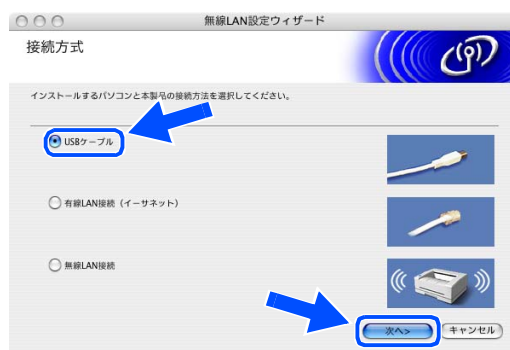 無線LAN設定ウィザード
接続方式
インストールするパソコンと本製品の接続方法を選択してください。
USBケーブル
有線LAN接続（イーサネット）
無線LAN接続
次へ>
キャンセル